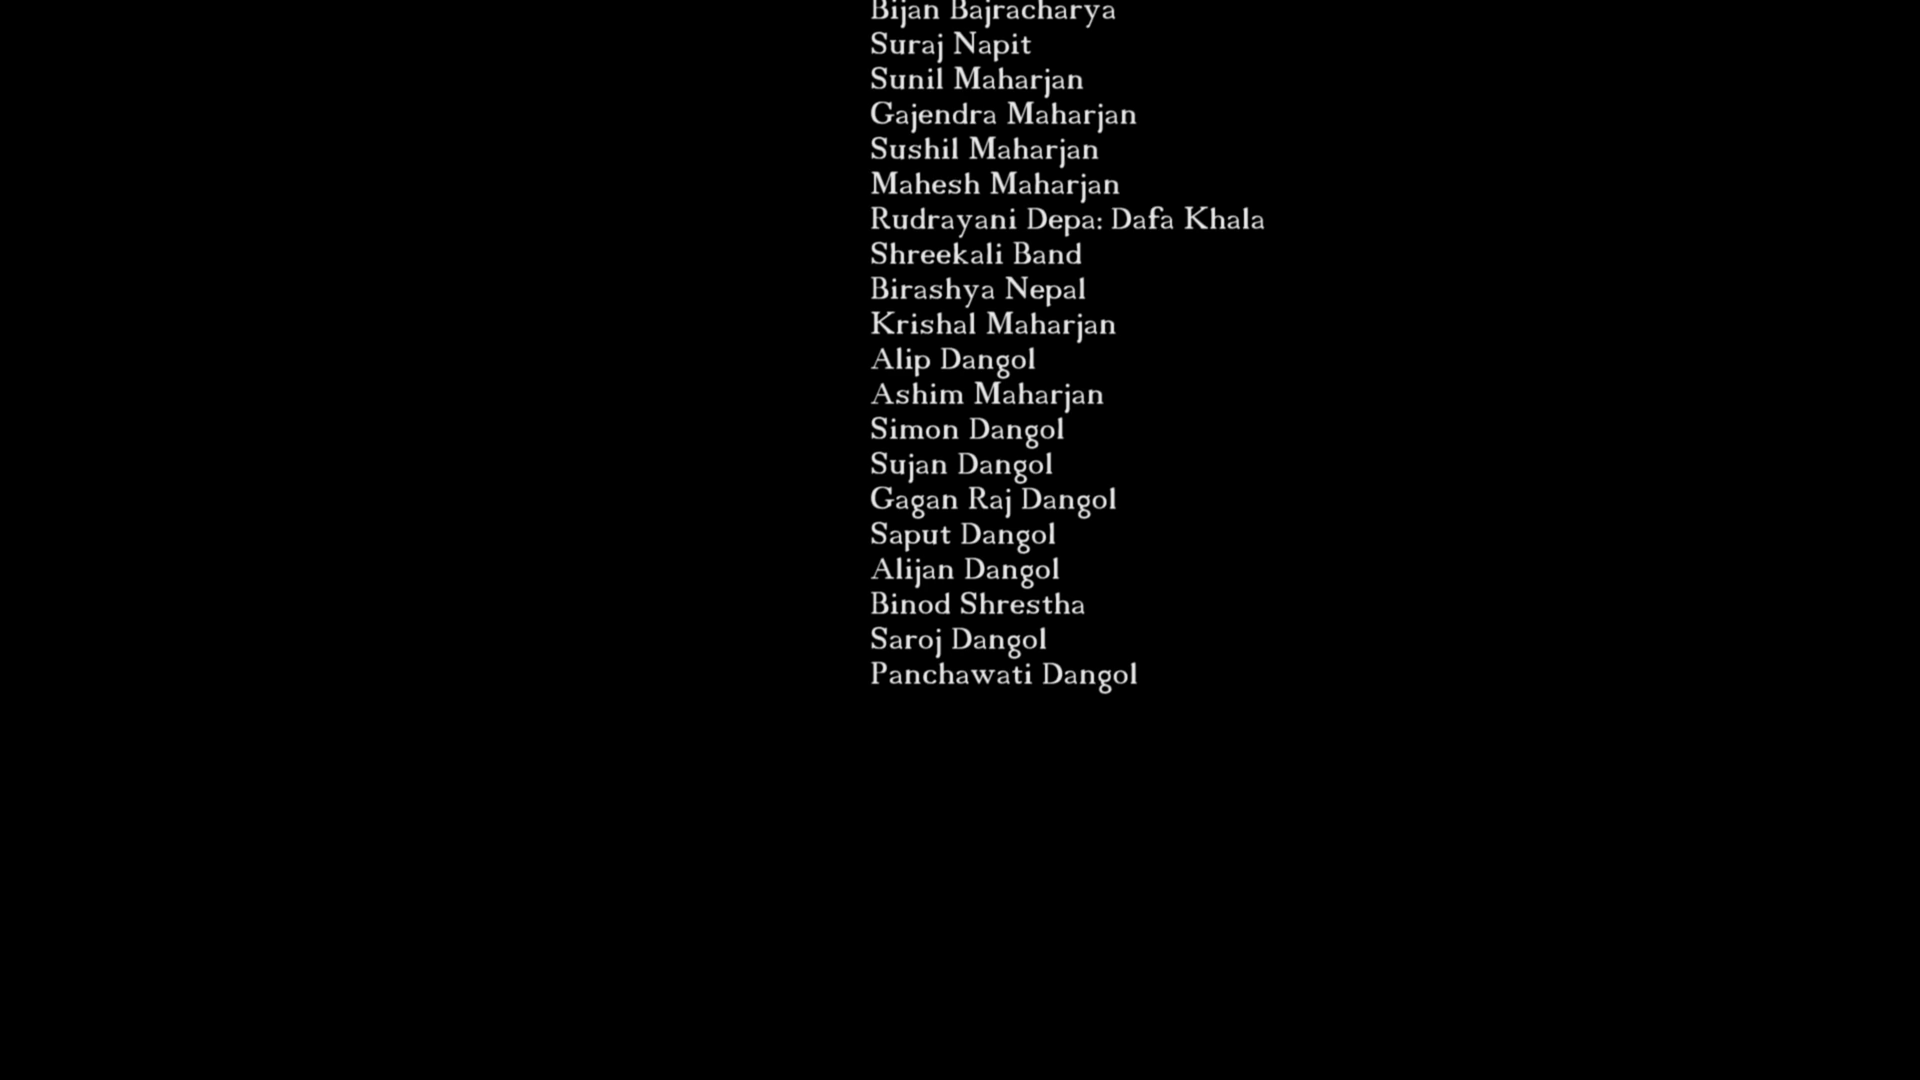 Bijan Bajracharya
Suraj Napit
Sunil Maharjan
Gajendra Maharjan
Sushil Maharjan
Mahesh Maharjan
Rudrayani Depa: Dafa Khala
Shreekali Band
Birashya Nepal
Krishal Maharjan
Alip Dangol
Ashim Maharjan
Simon Dangol
Sujan Dangol
Gagan Raj Dangol
Saput Dangol
Alijan Dangol
Binod Shrestha
Saroj Dangol
Panchawati Dangol